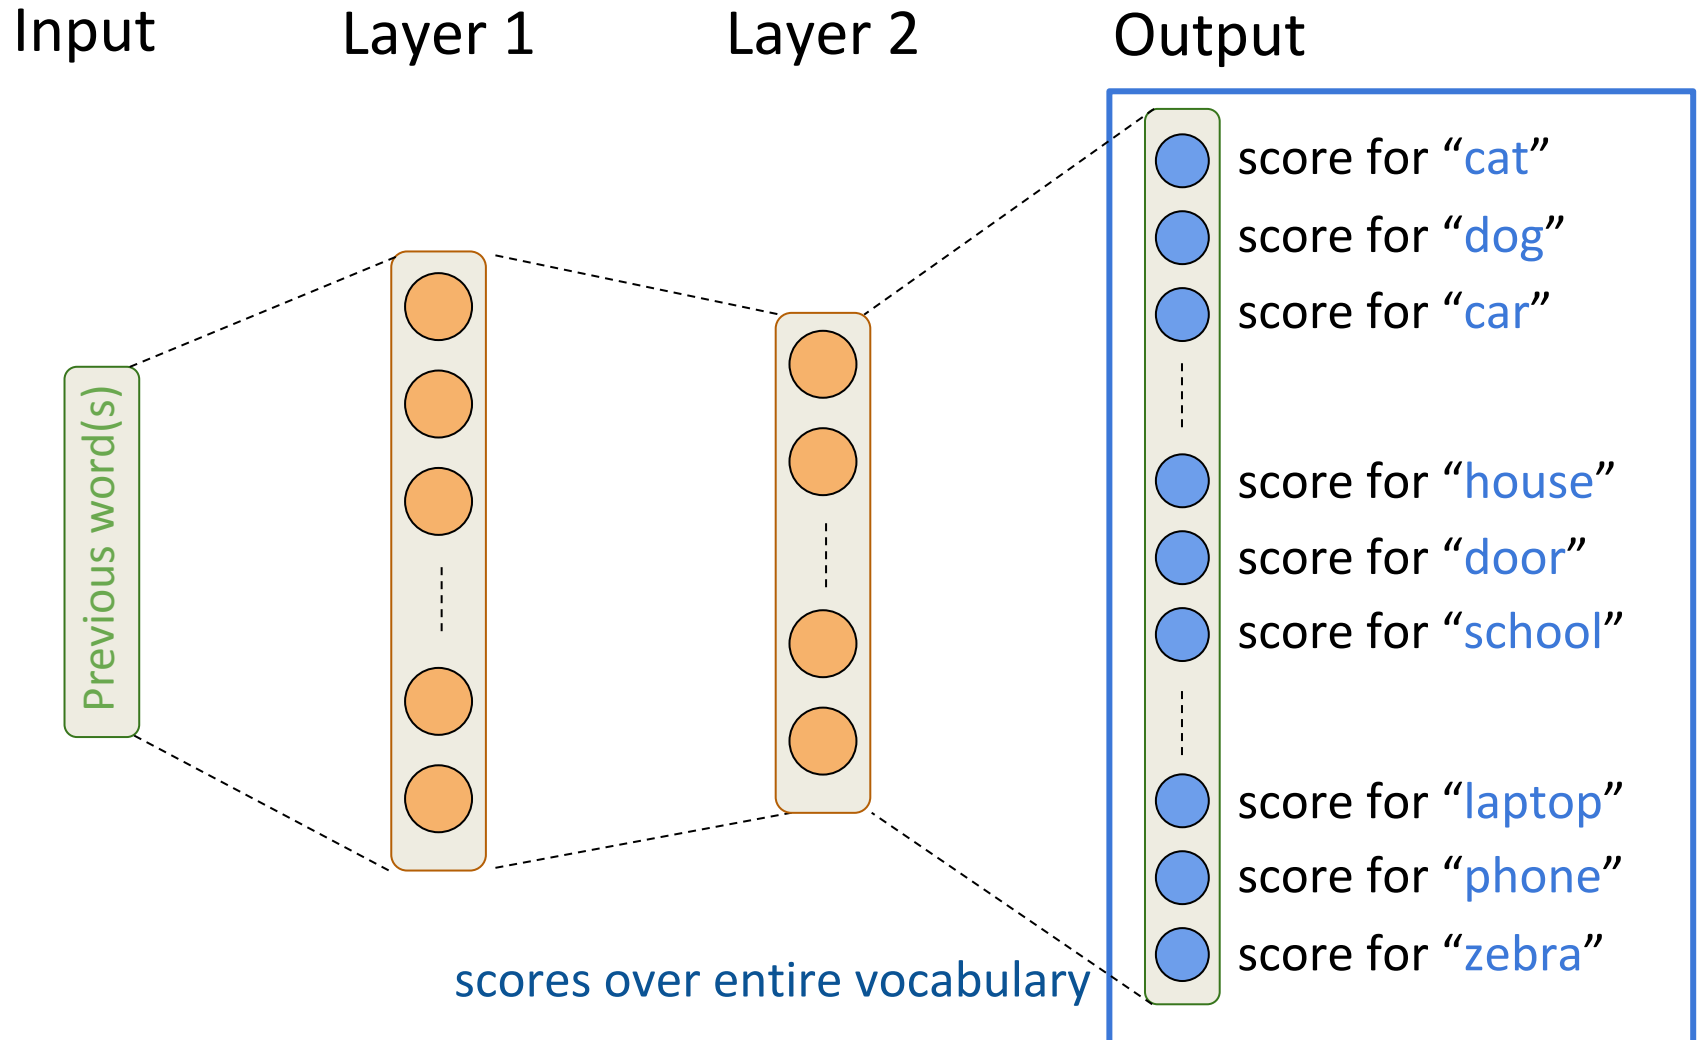 Input
Layer 1
Layer 2
Output
Previous word(s)
score for “cat”
score for “dog”
score for “car”
score for “house”
score for “door”
score for “school”
score for “laptop”
score for “phone”
score for “zebra”
scores over entire vocabulary